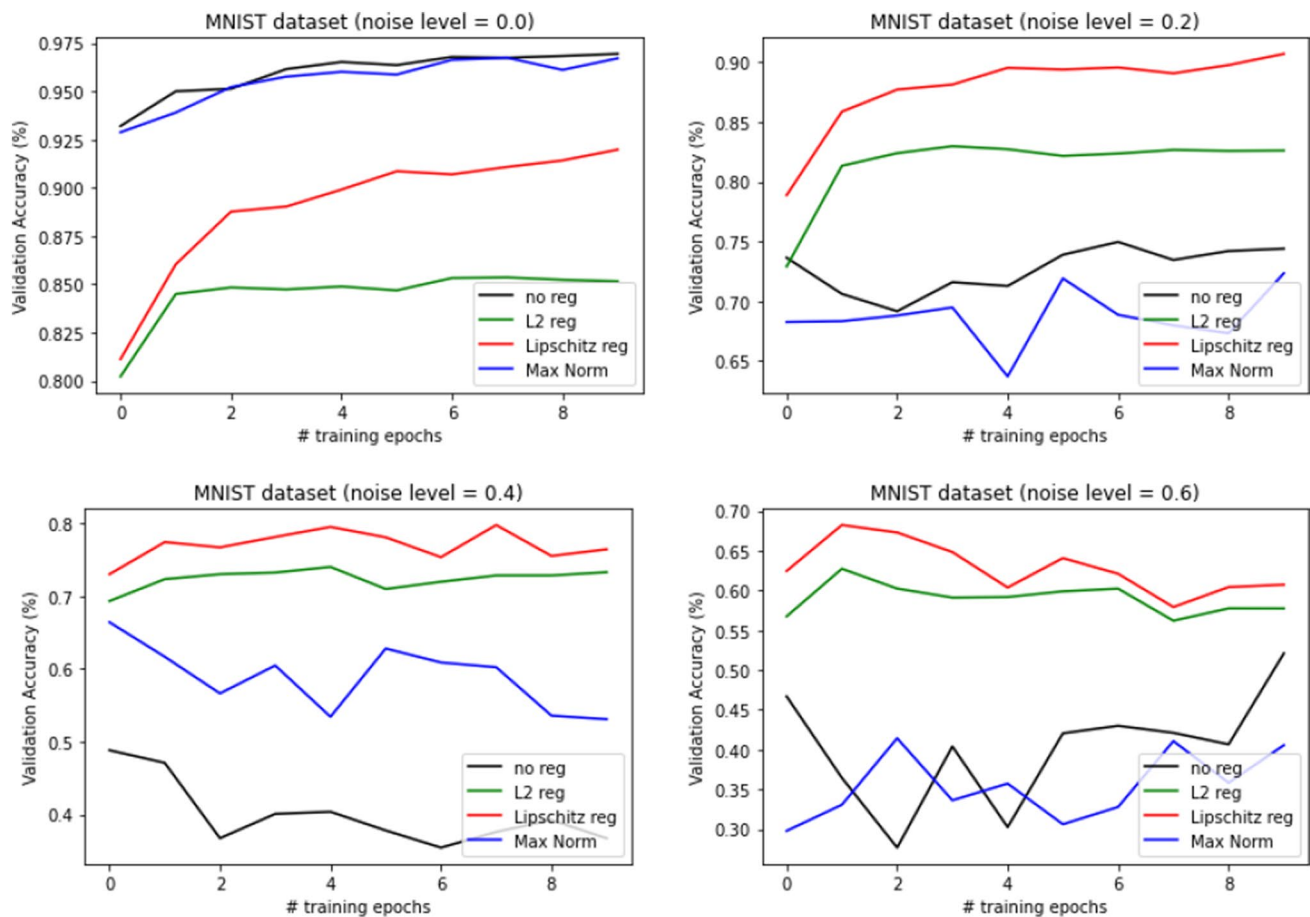 MNIST dataset (noise level = 0.0)
Validation Accuracy (%)
0.975
0.950
0.925
0.900
0.875
0.850
0.825
0.800
no reg
L2 reg
Lipschitz reg
Max Norm
0 2 4 6 8
# training epochs
MNIST dataset (noise level = 0.2)
Validation Accuracy (%)
0.90
0.85
0.80
0.75
0.70
0.65
no reg
L2 reg
Lipschitz reg
Max Norm
0 2 4 6 8
# training epochs
MNIST dataset (noise level = 0.4)
Validation Accuracy (%)
0.8
0.7
0.6
0.5
0.4
no reg
L2 reg
Lipschitz reg
Max Norm
0 2 4 6 8
# training epochs
MNIST dataset (noise level = 0.6)
Validation Accuracy (%)
0.70
0.65
0.60
0.55
0.50
0.45
0.40
0.35
0.30
no reg
L2 reg
Lipschitz reg
Max Norm
0 2 4 6 8
# training epochs